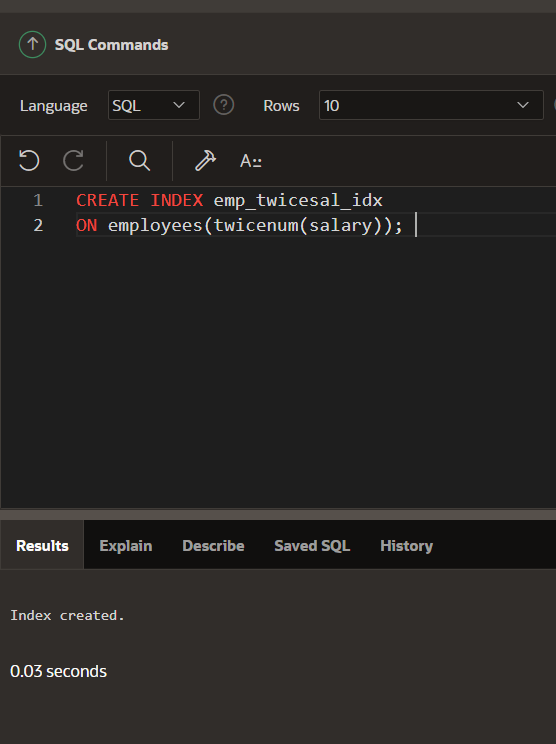 SQL Commands
Language SQL ? Rows 10
A::
1 CREATE INDEX emp_twicesal_idx
2 ON employees(twicenum(salary));
Results Explain Describe Saved SQL History
Index created.
0.03 seconds